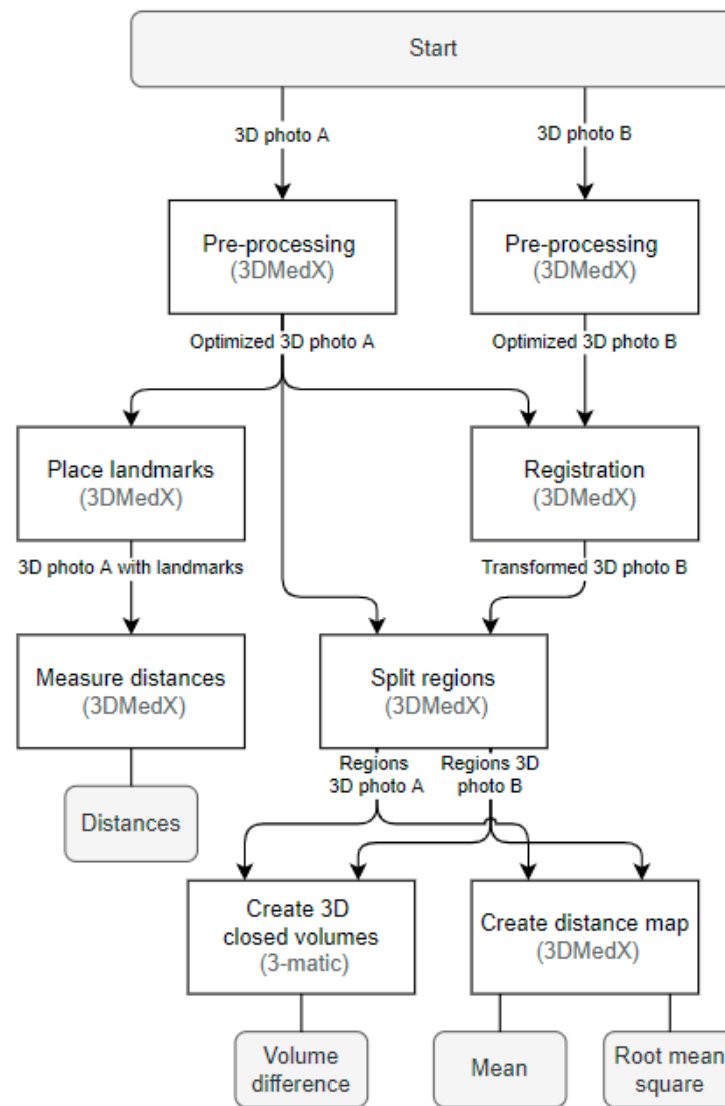 Start
3D photo A
3D photo B
Pre-processing
(3DMedX)
Pre-processing
(3DMedX)
Optimized 3D photo A
Optimized 3D photo B
Place landmarks
(3DMedX)
Registration
(3DMedX)
3D photo A with landmarks
Transformed 3D photo B
Measure distances
(3DMedX)
Split regions
(3DMedX)
Regions
3D photo A
Regions 3D
photo B
Distances
Create 3D
closed volumes
(3-matic)
Create distance map
(3DMedX)
Volume
difference
Mean
Root mean
square